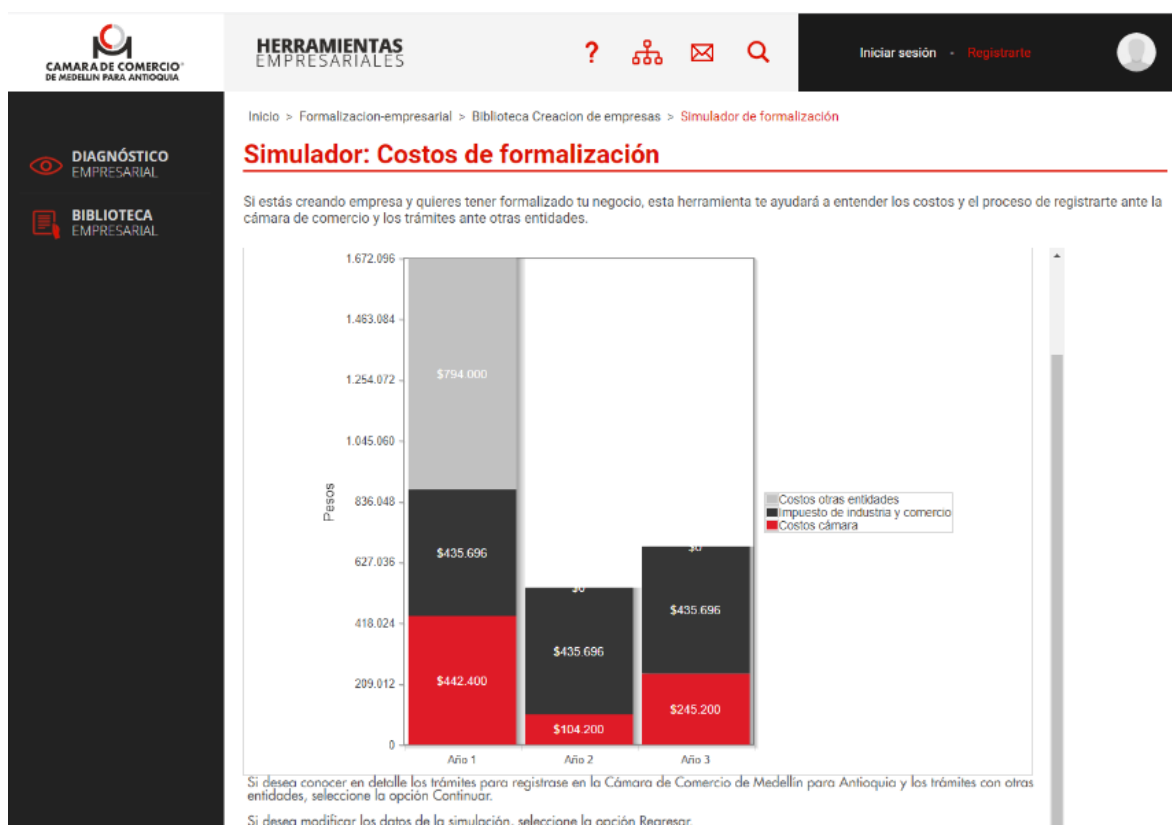 CAMARA DE COMERCIO®
DE MEDELLIN PARA ANTIOQUIA
HERRAMIENTAS
EMPRESARIALES
?
Iniciar sesión - Registrarte
DIAGNÓSTICO
EMPRESARIAL
BIBLIOTECA
EMPRESARIAL
Inicio > Formalizacion-empresarial > Biblioteca Creacion de empresas > Simulador de formalización
Simulador: Costos de formalización
Si estás creando empresa y quieres tener formalizado tu negocio, esta herramienta te ayudará a entender los costos y el proceso de registrarte ante la
cámara de comercio y los trámites ante otras entidades.
Pesos
1.672.096
1.463.084
1.254.072
1.045.060
836.048
627.036
418.024
209.012
0
$794.000
$435.696
$442.400
$0
$435.696
$104.200
$0
$435.696
$245.200
Año 1
Año 2
Año 3
Costos otras entidades
Impuesto de industria y comercio
Costos cámara
Si desea conocer en detalle los trámites para registrase en la Cámara de Comercio de Medellín para Antioquia y los trámites con otras
entidades, seleccione la opción Continuar.
Si desea modificar los datos de la simulación, seleccione la opción Regresar.